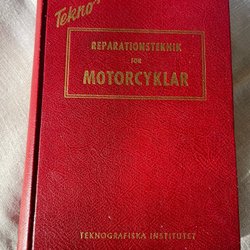 Tekno's
REPARATIONSTEKNIK
FÖR
MOTORCYKLAR
TEKNOGRAFISKA INSTITUTET